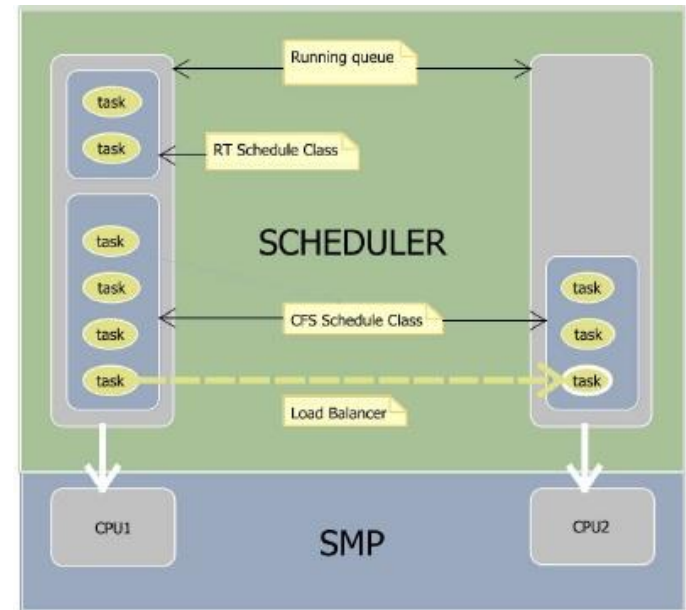 Running queue
task
task
RT Schedule Class
task
SCHEDULER
task
task
CFS Schedule Class
task
task
task
task
Load Balancer
CPU1
SMP
CPU2